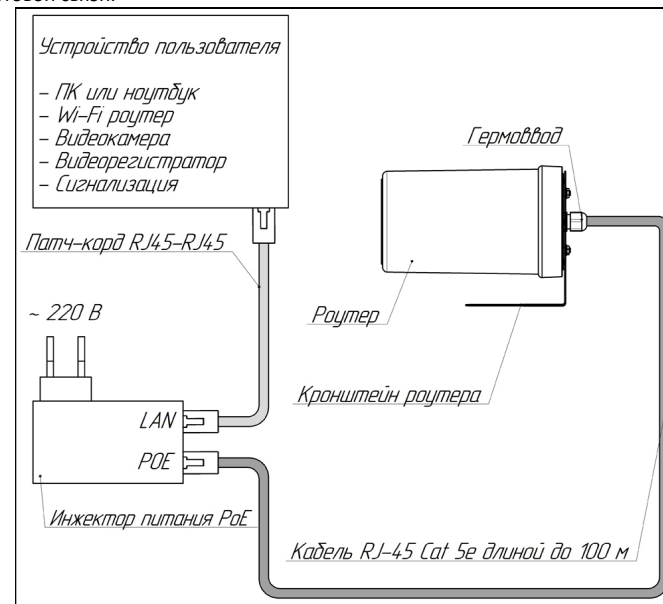 Устройство пользователя
– ПК или ноутбук
– Wi-Fi роутер
– Видеокамера
– Видеорегистратор
– Сигнализация
Гермоввод
Патч-корд RJ45-RJ45
Роутер
~ 220 В
Кронштейн роутера
LAN
POE
Инжектор питания PoE
Кабель RJ-45 Cat 5e длиной до 100 м